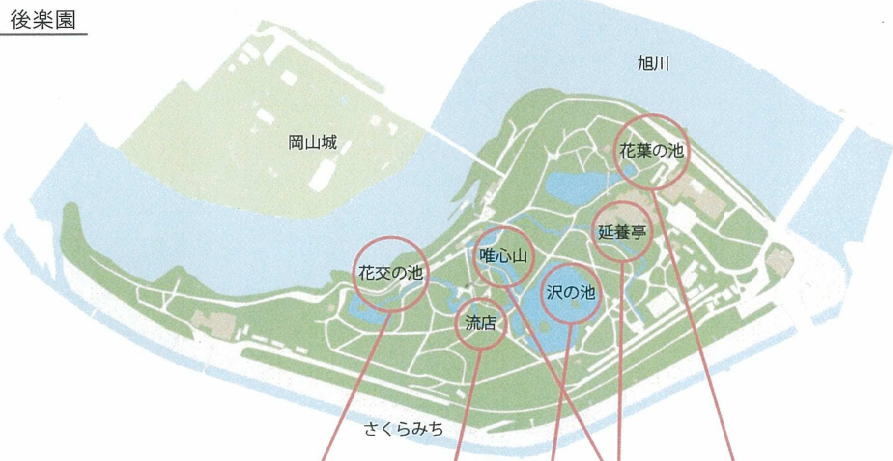 後楽園
旭川
岡山城
花葉の池
延養亭
唯心山
花交の池
沢の池
流店
さくらみち